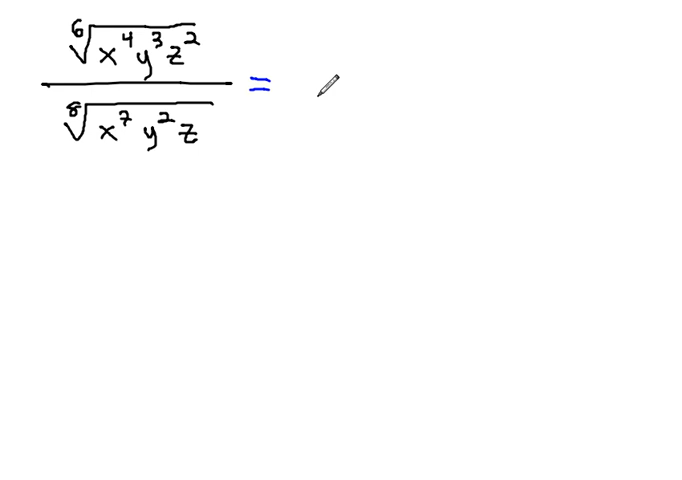 ⁶√(x⁴y³z²)
=
⁸√(x⁷y²z)